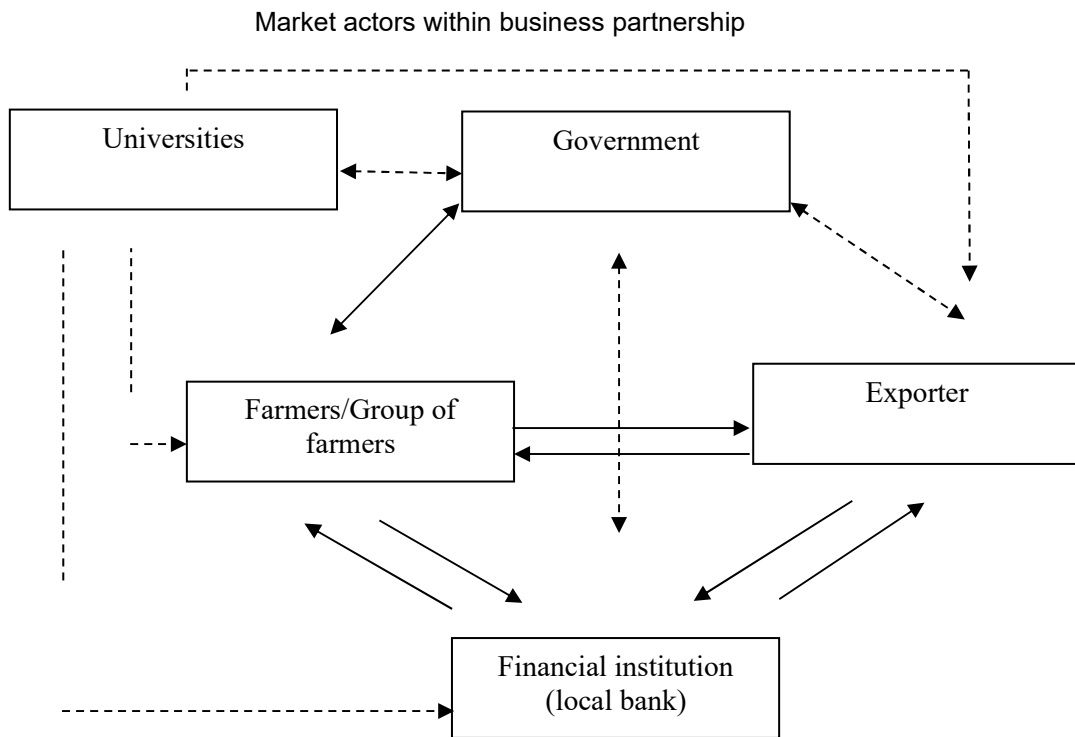 Market actors within business partnership
Universities
Government
Farmers/Group of
farmers
Exporter
Financial institution
(local bank)